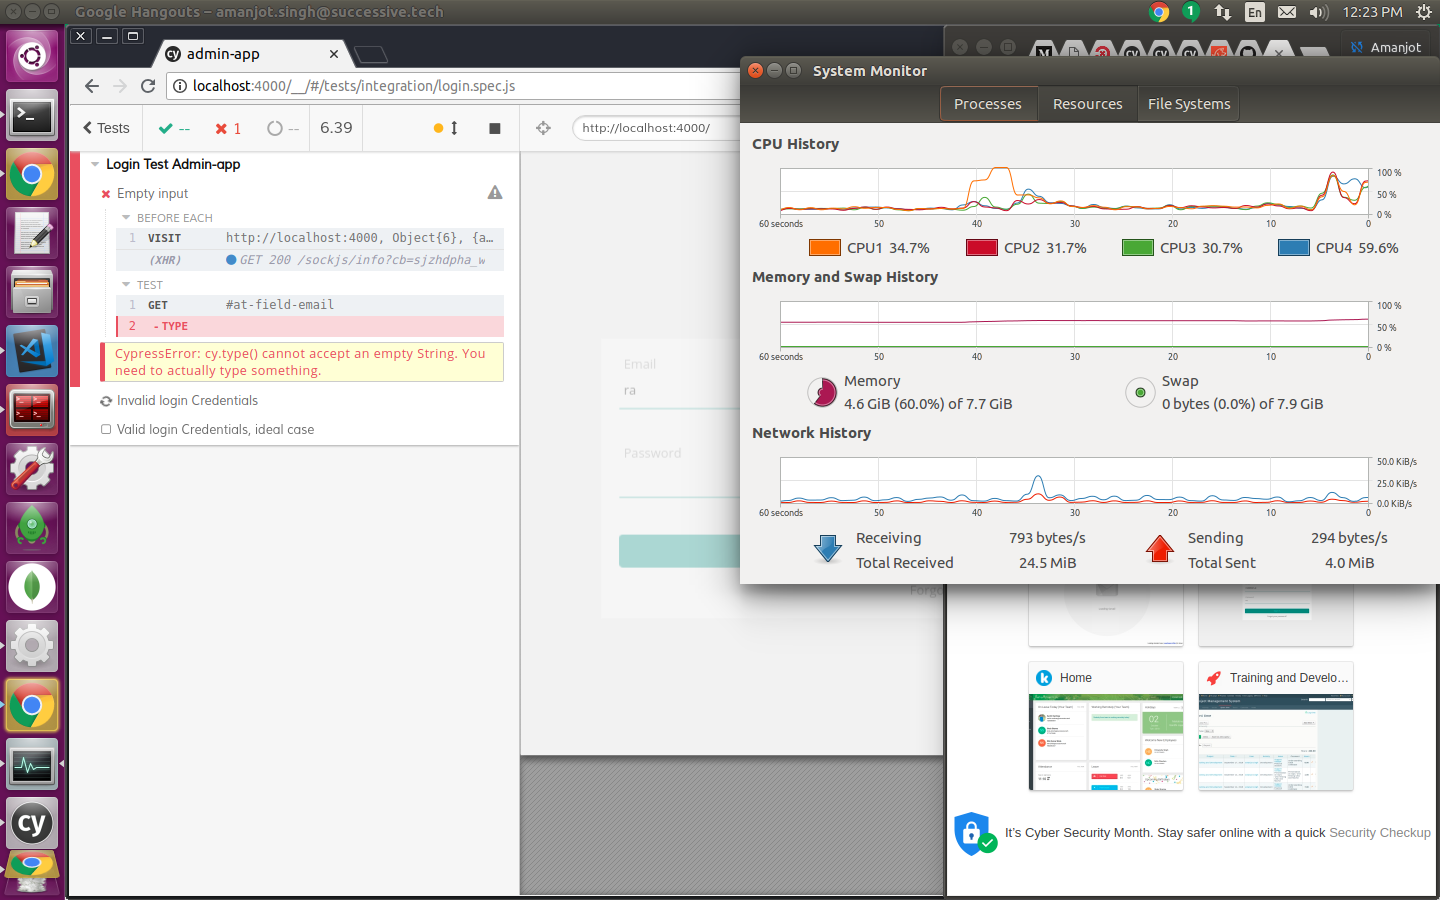 Google Hangouts – amanjot.singh@successive.tech
1
En
12:23 PM
cy admin-app
localhost:4000/__/#/tests/integration/login.spec.js
Amanjot
Tests
--
1
--
6.39
http://localhost:4000/
Login Test Admin-app
Empty input
BEFORE EACH
1 VISIT http://localhost:4000, Object{6}, {a...
(XHR) GET 200 /sockjs/info?cb=sjzhdpha_w
TEST
1 GET #at-field-email
2 - TYPE
CypressError: cy.type() cannot accept an empty String. You
need to actually type something.
Invalid login Credentials
Valid login Credentials, ideal case
Email
ra
Password
Forgo
System Monitor
Processes Resources File Systems
CPU History
100 %
50 %
0 %
60 seconds 50 40 30 20 10 0
CPU1 34.7% CPU2 31.7% CPU3 30.7% CPU4 59.6%
Memory and Swap History
100 %
50 %
0 %
60 seconds 50 40 30 20 10 0
Memory
4.6 GiB (60.0%) of 7.7 GiB
Swap
0 bytes (0.0%) of 7.9 GiB
Network History
50.0 KiB/s
25.0 KiB/s
0.0 KiB/s
60 seconds 50 40 30 20 10 0
Receiving 793 bytes/s
Total Received 24.5 MiB
Sending 294 bytes/s
Total Sent 4.0 MiB
k Home
Training and Develo...
It's Cyber Security Month. Stay safer online with a quick Security Checkup
cy